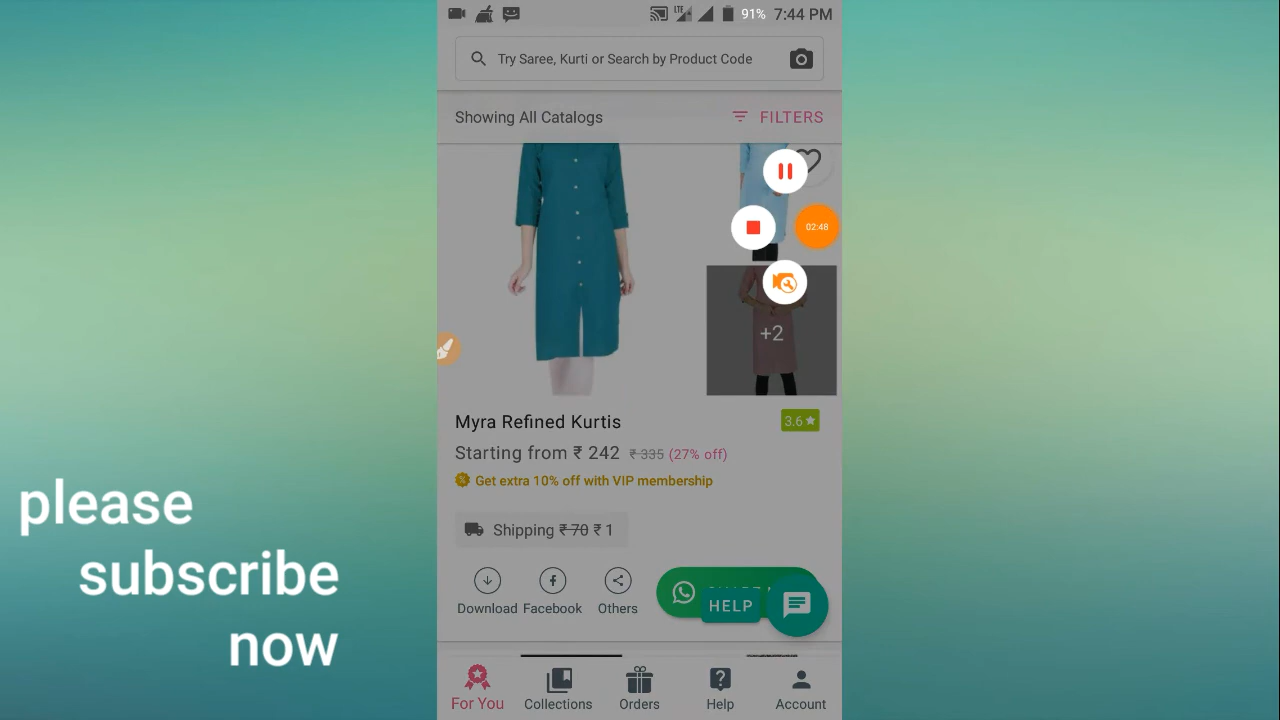 LTE 91% 7:44 PM
Try Saree, Kurti or Search by Product Code
Showing All Catalogs FILTERS
02:48
+2
Myra Refined Kurtis 3.6
Starting from ₹ 242 ₹ 335 (27% off)
Get extra 10% off with VIP membership
Shipping ₹ 70 ₹ 1
HELP
Download Facebook Others
For You Collections Orders Help Account
please
subscribe
now